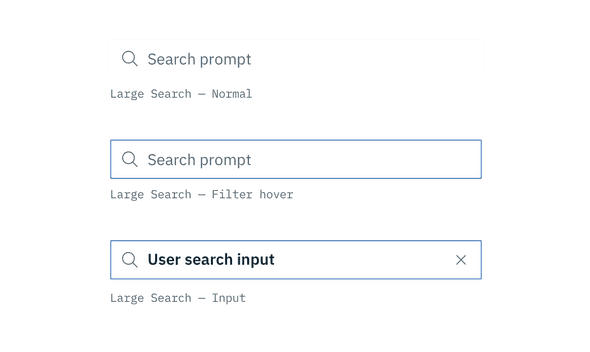 Search prompt
Large Search — Normal
Search prompt
Large Search — Filter hover
User search input
Large Search — Input